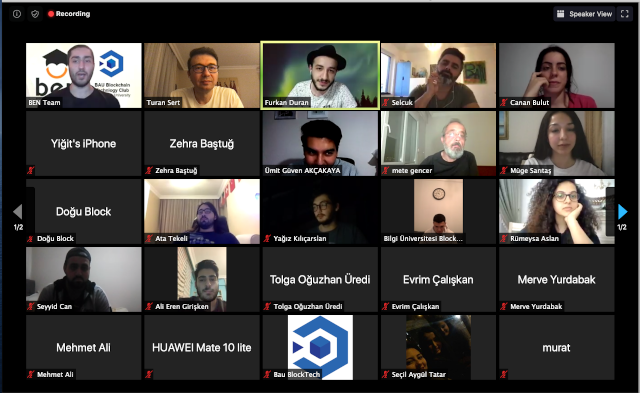 Recording
Speaker View
ben
BAU Blockchain
BEN Team
Turan Sert
Furkan Duran
Selcuk
Canan Bulut
Yiğit's iPhone
Zehra Baştuğ
Zehra Baştuğ
Ümit Güven AKÇAKAYA
mete gencer
Müge Santaş
Doğu Block
1/2
Doğu Block
Ata Tekeli
Yağız Kılıçarslan
Bilgi Üniversitesi Block...
Rümeysa Aslan
1/2
Seyyid Can
Ali Eren Girişken
Tolga Oğuzhan Üredi
Tolga Oğuzhan Üredi
Evrim Çalışkan
Evrim Çalışkan
Merve Yurdabak
Merve Yurdabak
Mehmet Ali
Mehmet Ali
HUAWEI Mate 10 lite
Bau BlockTech
Seçil Aygül Tatar
murat